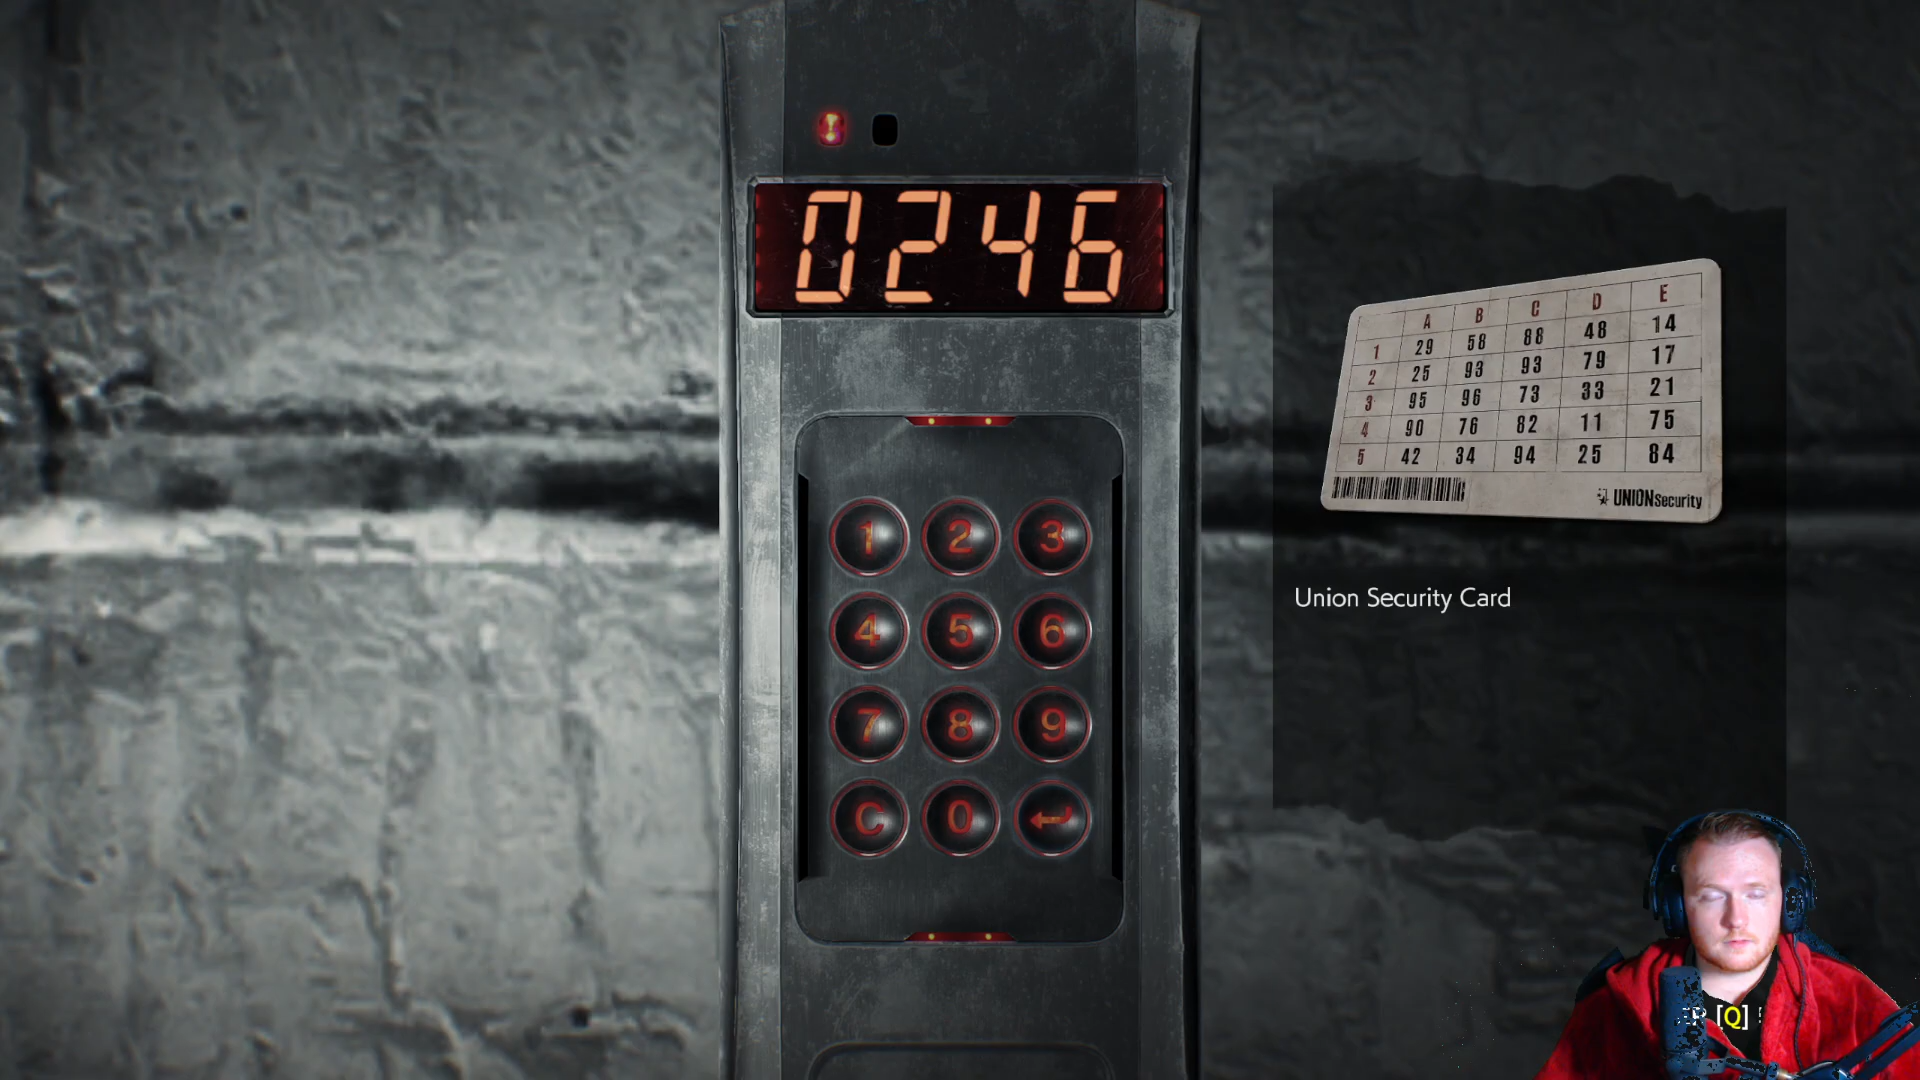 !
0246
A B C D E
1 29 58 88 48 14
2 25 93 93 79 17
3 95 96 73 33 21
4 90 76 82 11 75
5 42 34 94 25 84
UNION Security
1 2 3
4 5 6
7 8 9
C 0
Union Security Card
[Q]